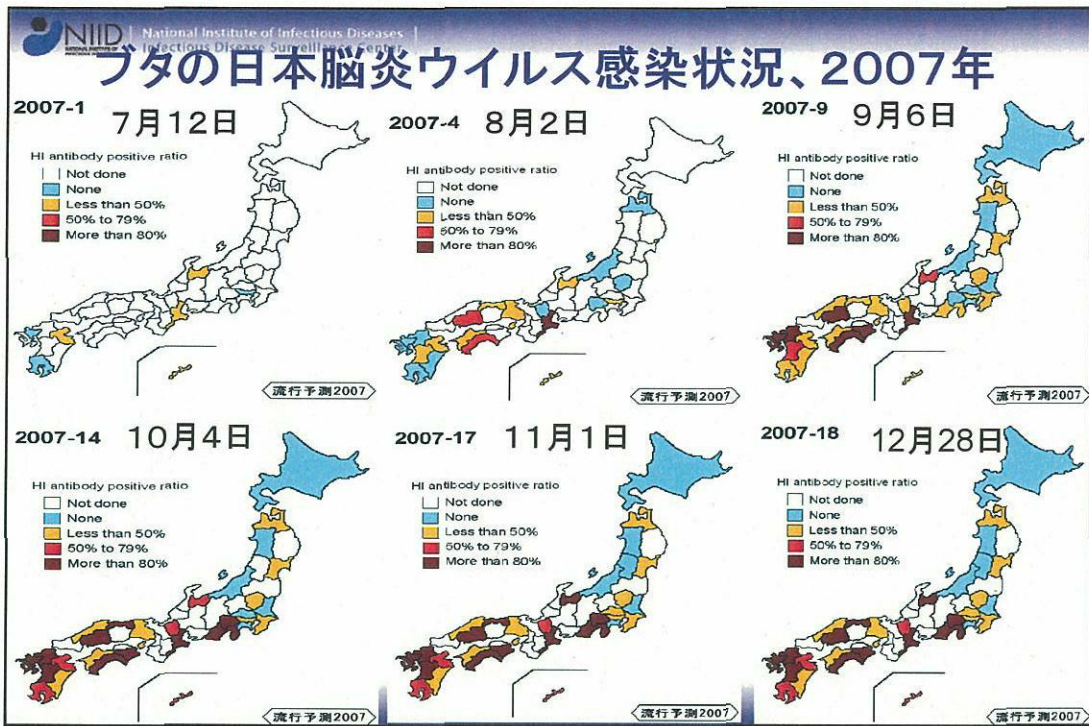 NIID
National Institute of Infectious Diseases
Infectious Disease Surveillance Center
ブタの日本脳炎ウイルス感染状況、2007年
2007-1
7月12日
HI antibody positive ratio
Not done
None
Less than 50%
50% to 79%
More than 80%
流行予測2007
2007-4
8月2日
HI antibody positive ratio
Not done
None
Less than 50%
50% to 79%
More than 80%
流行予測2007
2007-9
9月6日
HI antibody positive ratio
Not done
None
Less than 50%
50% to 79%
More than 80%
流行予測2007
2007-14
10月4日
HI antibody positive ratio
Not done
None
Less than 50%
50% to 79%
More than 80%
流行予測2007
2007-17
11月1日
HI antibody positive ratio
Not done
None
Less than 50%
50% to 79%
More than 80%
流行予測2007
2007-18
12月28日
HI antibody positive ratio
Not done
None
Less than 50%
50% to 79%
More than 80%
流行予測2007